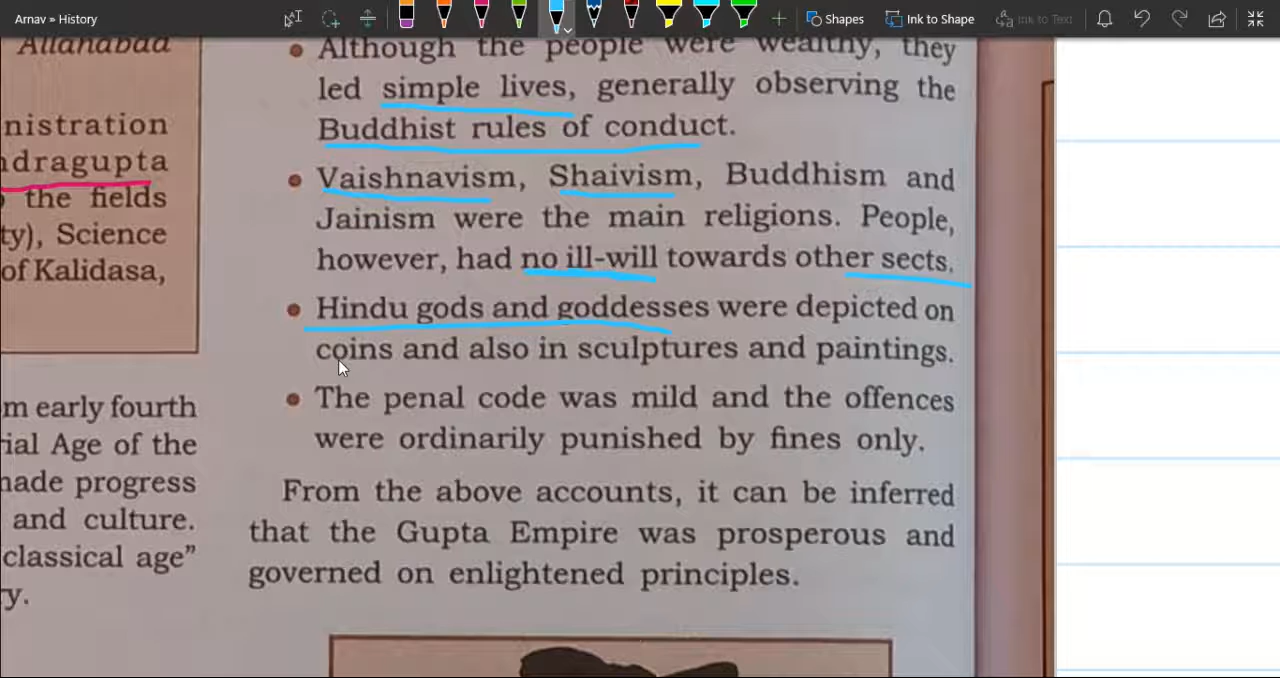 Arnav » History
Shapes
Ink to Shape
Ink to Text
Allahabad
nistration
ndragupta
the fields
ty), Science
of Kalidasa,
m early fourth
rial Age of the
made progress
and culture.
classical age”
y.
• Although the people were wealthy, they
led simple lives, generally observing the
Buddhist rules of conduct.
• Vaishnavism, Shaivism, Buddhism and
Jainism were the main religions. People,
however, had no ill-will towards other sects.
• Hindu gods and goddesses were depicted on
coins and also in sculptures and paintings.
• The penal code was mild and the offences
were ordinarily punished by fines only.
From the above accounts, it can be inferred
that the Gupta Empire was prosperous and
governed on enlightened principles.